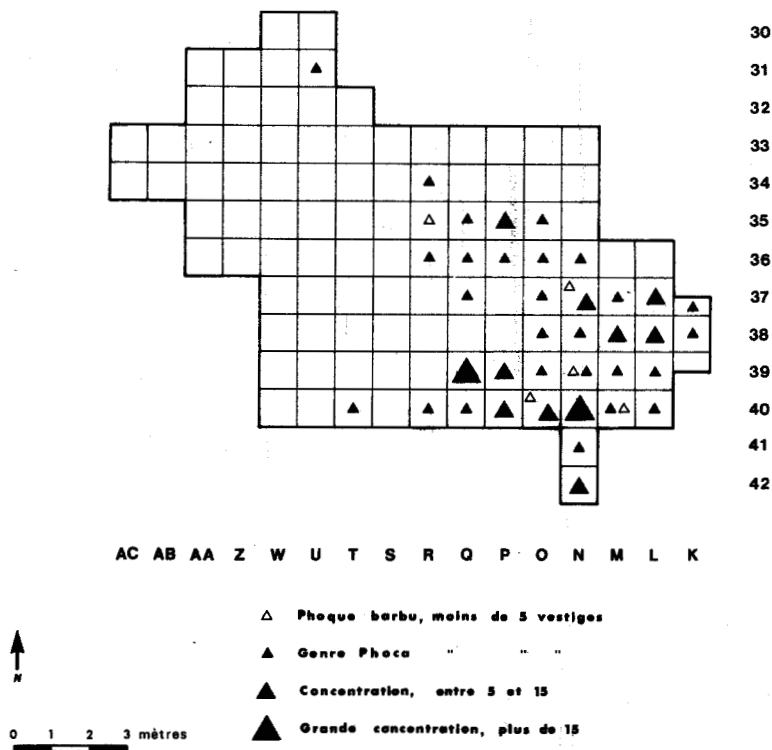 30
31
32
33
34
35
36
37
38
39
40
41
42
AC AB AA Z W U T S R Q P O N M L K
Phoque barbu, moins de 5 vestiges
Genre Phoca " " "
Concentration, entre 5 et 15
Grande concentration, plus de 15
N
0 1 2 3 mètres